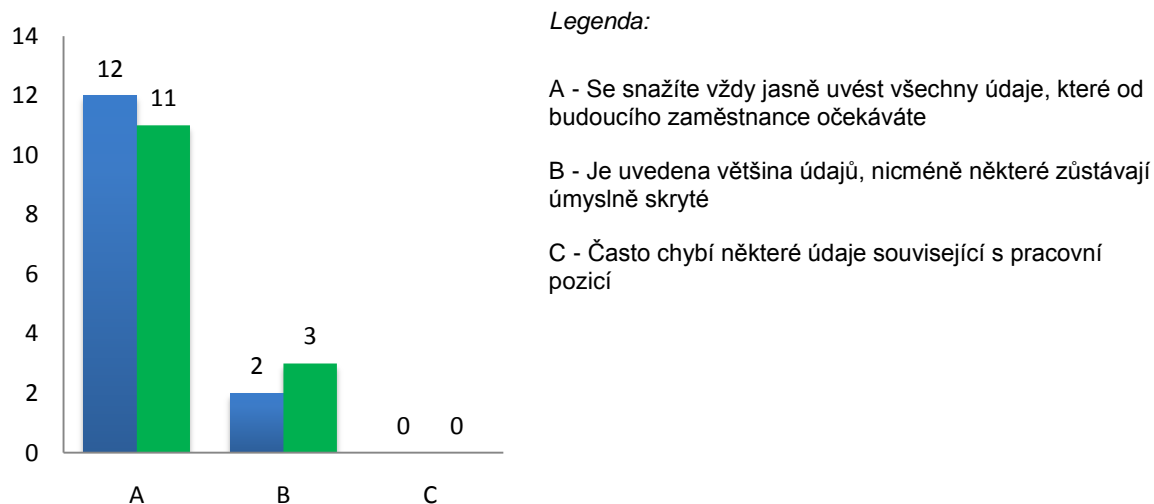 Legenda:
A - Se snažíte vždy jasně uvést všechny údaje, které od
budoucího zaměstnance očekáváte
B - Je uvedena většina údajů, nicméně některé zůstávají
úmyslně skryté
C - Často chybí některé údaje související s pracovní
pozicí
14
12
10
8
6
4
2
0
12
11
2
3
0
0
A
B
C